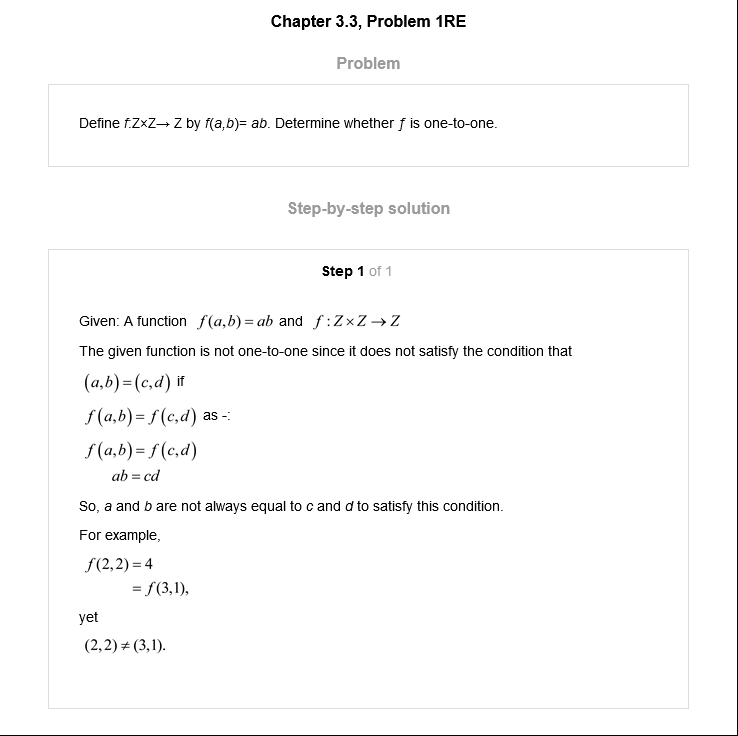 Chapter 3.3, Problem 1RE
Problem
Define f:Z×Z→ Z by f(a,b)= ab. Determine whether f is one-to-one.
Step-by-step solution
Step 1 of 1
Given: A function f(a,b) = ab and f : Z × Z → Z
The given function is not one-to-one since it does not satisfy the condition that
(a,b) = (c,d) if
f(a,b) = f(c,d) as -:
f(a,b) = f(c,d)
ab = cd
So, a and b are not always equal to c and d to satisfy this condition.
For example,
f(2,2) = 4
= f(3,1),
yet
(2,2) ≠ (3,1).